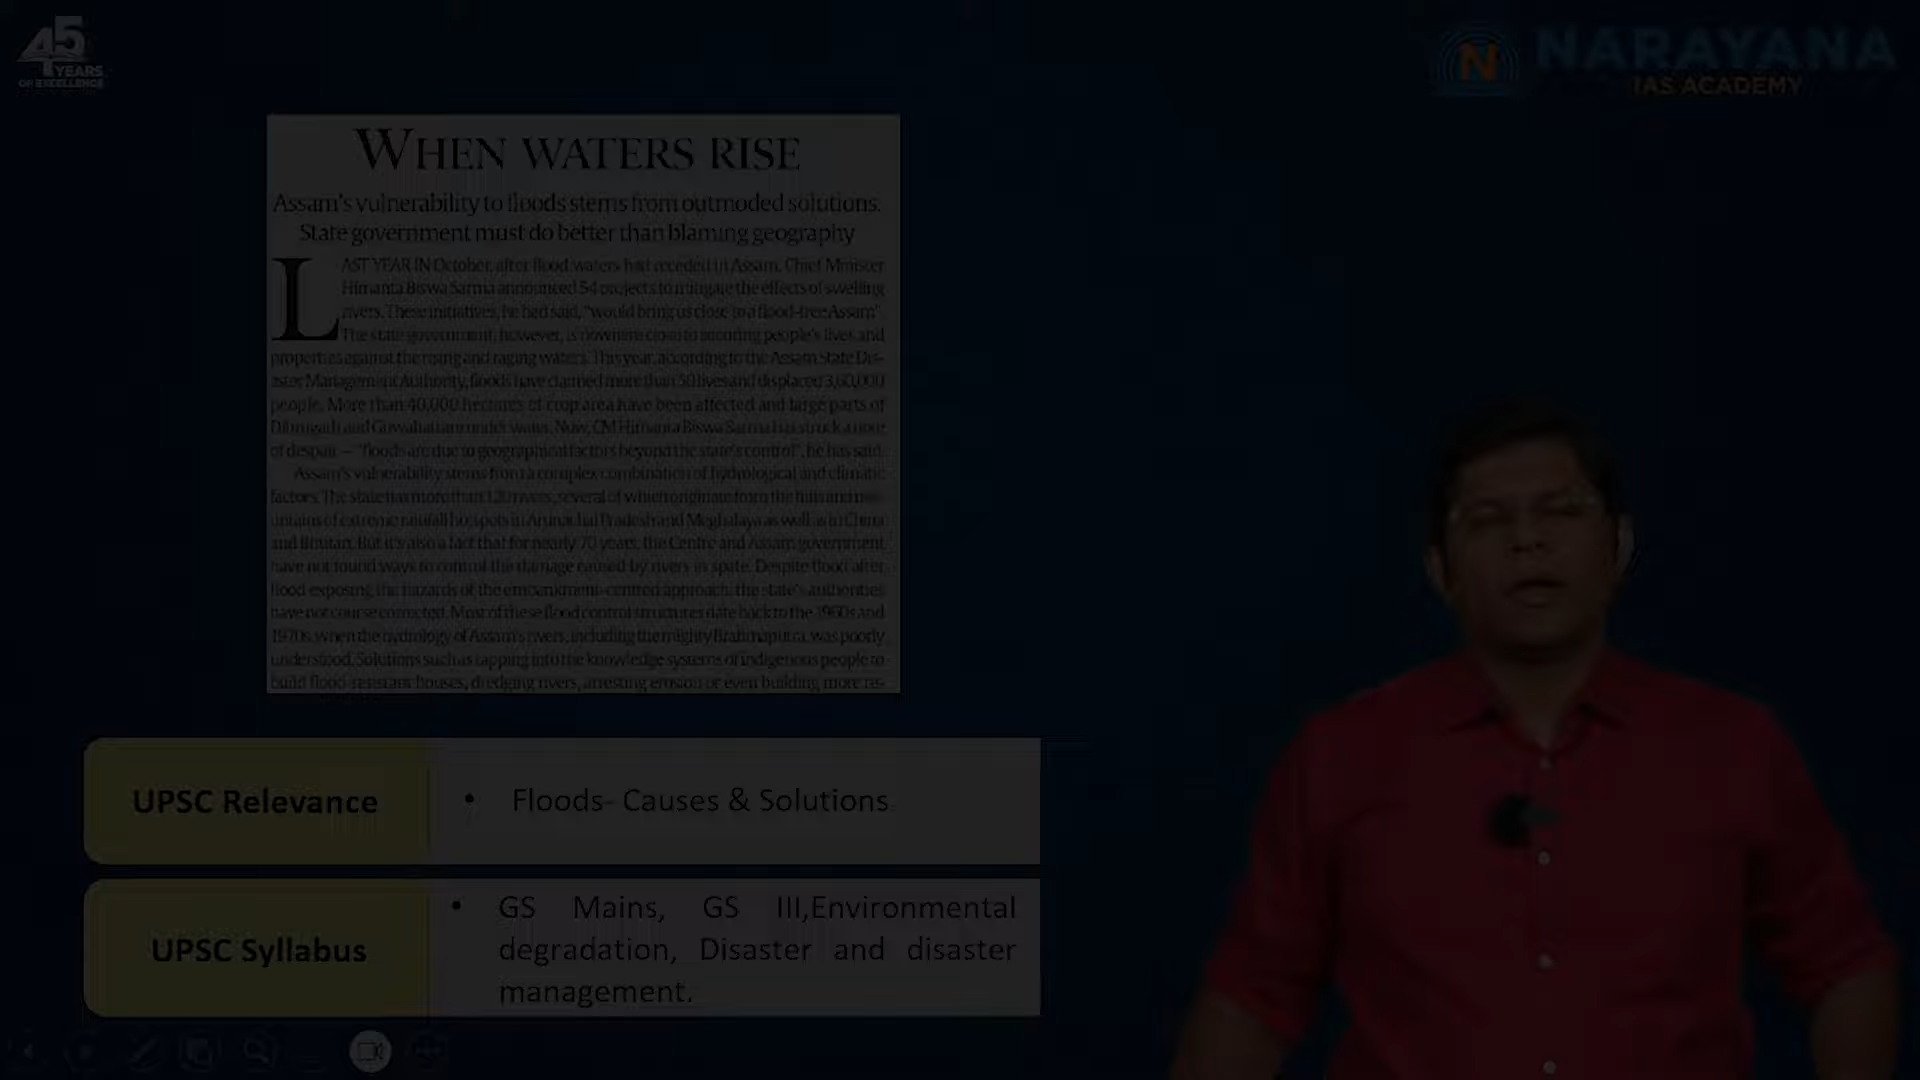 45
YEARS
OF EXCELLENCE
N NARAYANA
IAS ACADEMY
WHEN WATERS RISE
Assam's vulnerability to floods stems from outmoded solutions.
State government must do better than blaming geography
LAST YEAR IN October, after flood waters had receded in Assam, Chief Minister
Himanta Biswa Sarma announced 54 projects to mitigate the effects of swelling
rivers. These initiatives, he had said, "would bring us close to a flood-free Assam".
The state government, however, is nowhere close to securing people's lives and
properties against the rising and raging waters. This year, according to the Assam State Dis-
aster Management Authority, floods have claimed more than 50 lives and displaced 3,60,000
people. More than 40,000 hectares of crop area have been affected and large parts of
Dibrugarh and Guwahati are under water. Now, CM Himanta Biswa Sarma has struck a note
of despair — "floods are due to geographical factors beyond the state's control", he has said.
Assam's vulnerability stems from a complex combination of hydrological and climatic
factors. The state has more than 120 rivers, several of which originate from the hills and mo-
untains of extreme rainfall hotspots in Arunachal Pradesh and Meghalaya as well as in China
and Bhutan. But it's also a fact that for nearly 70 years, the Centre and Assam government
have not found ways to control the damage caused by rivers in spate. Despite flood after
flood exposing the hazards of the embankment-centred approach, the state's authorities
have not course corrected. Most of these flood control structures date back to the 1960s and
1970s, when the hydrology of Assam's rivers, including the mighty Brahmaputra, was poorly
understood. Solutions such as tapping into the knowledge systems of indigenous people to
build flood-resistant houses, dredging rivers, arresting erosion or even building more res-
UPSC Relevance
• Floods- Causes & Solutions
UPSC Syllabus
• GS Mains, GS III,Environmental
degradation, Disaster and disaster
management.